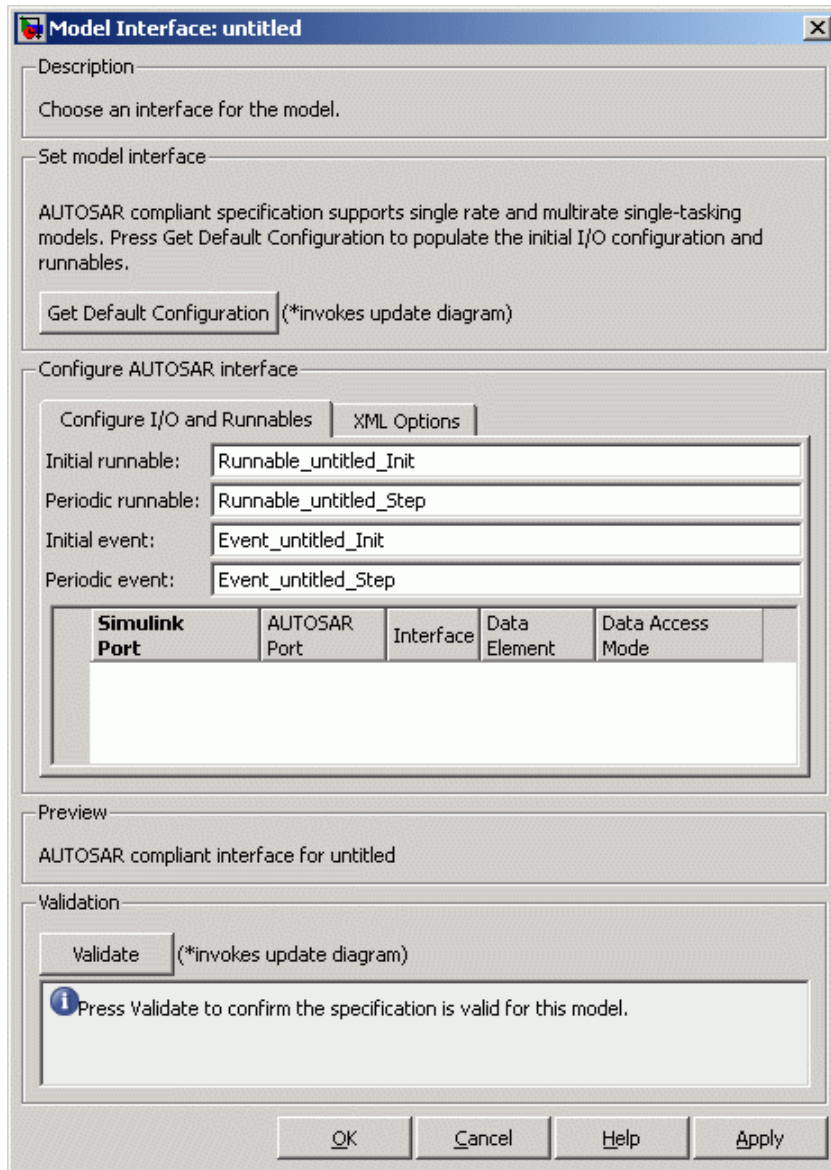 Model Interface: untitled
Description
Choose an interface for the model.
Set model interface
AUTOSAR compliant specification supports single rate and multirate single-tasking
models. Press Get Default Configuration to populate the initial I/O configuration and
runnables.
Get Default Configuration (*invokes update diagram)
Configure AUTOSAR interface
Configure I/O and Runnables XML Options
Initial runnable: Runnable_untitled_Init
Periodic runnable: Runnable_untitled_Step
Initial event: Event_untitled_Init
Periodic event: Event_untitled_Step
Simulink Port AUTOSAR Port Interface Data Element Data Access Mode
Preview
AUTOSAR compliant interface for untitled
Validation
Validate (*invokes update diagram)
Press Validate to confirm the specification is valid for this model.
OK Cancel Help Apply